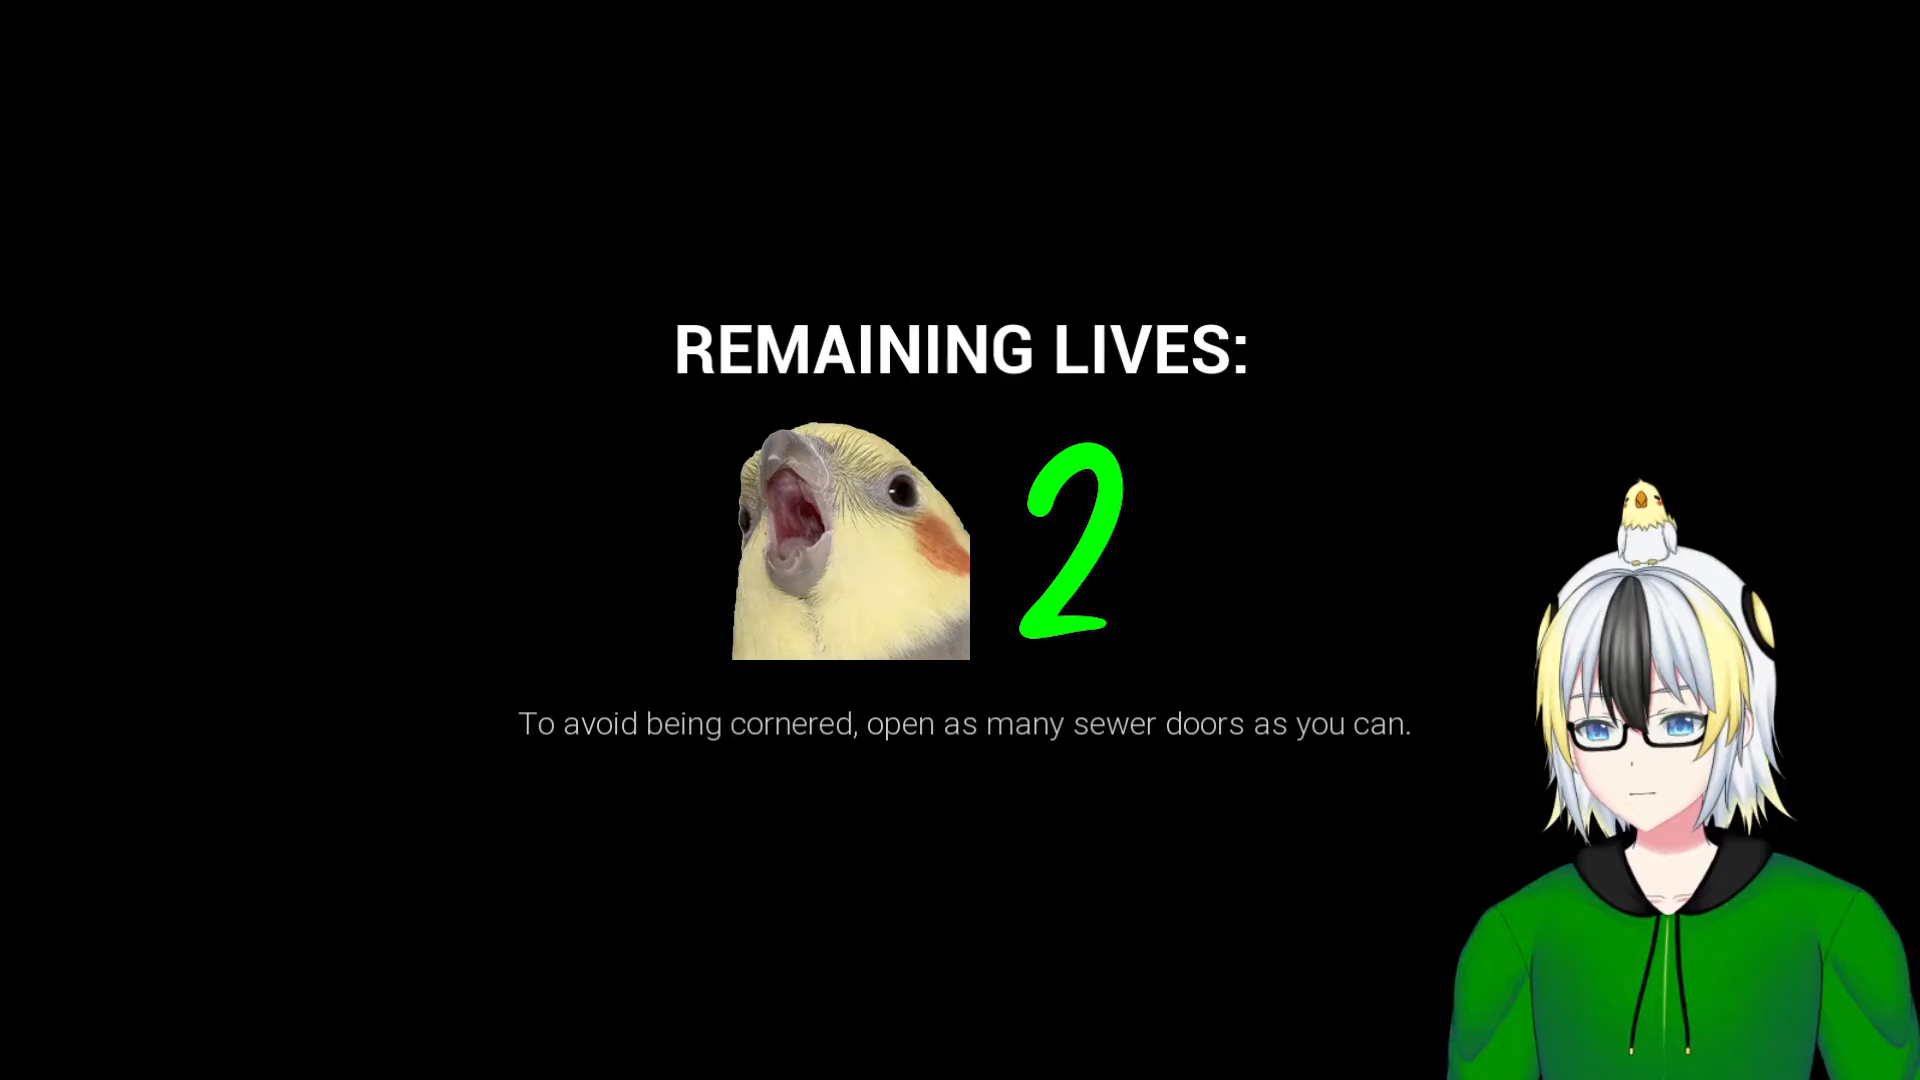 REMAINING LIVES:
2
To avoid being cornered, open as many sewer doors as you can.